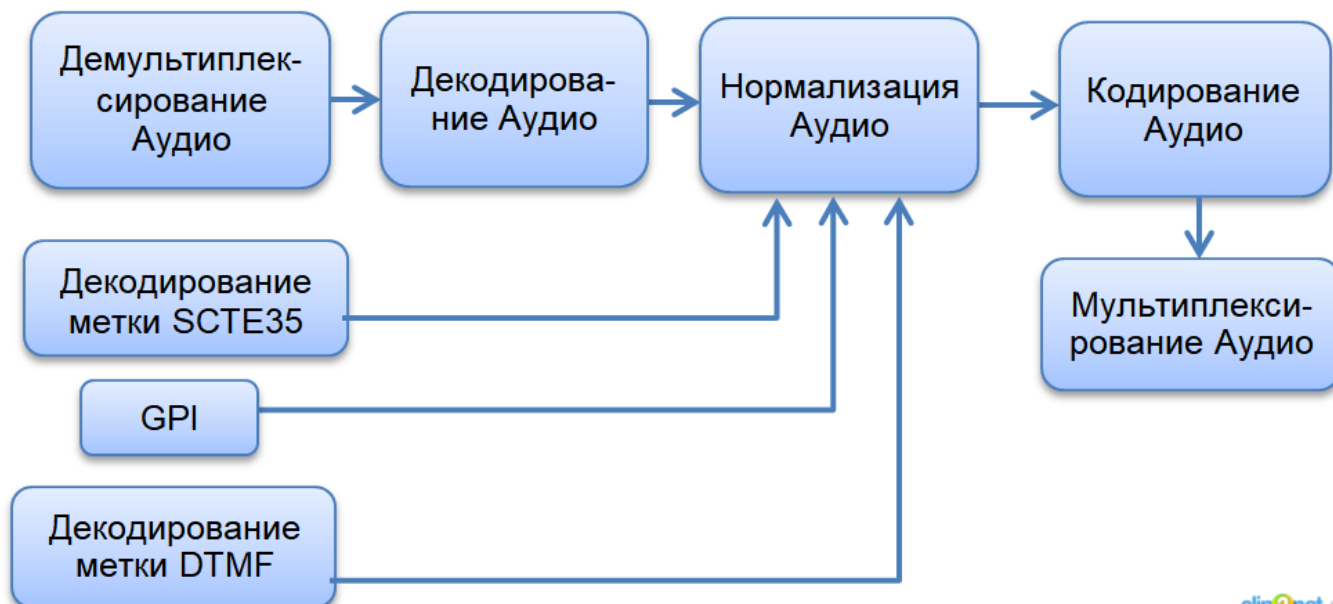 Демультиплек-
сирование
Аудио
Декодирова-
ние Аудио
Нормализация
Аудио
Кодирование
Аудио
Декодирование
метки SCTE35
Мультиплекси-
рование Аудио
GPI
Декодирование
метки DTMF